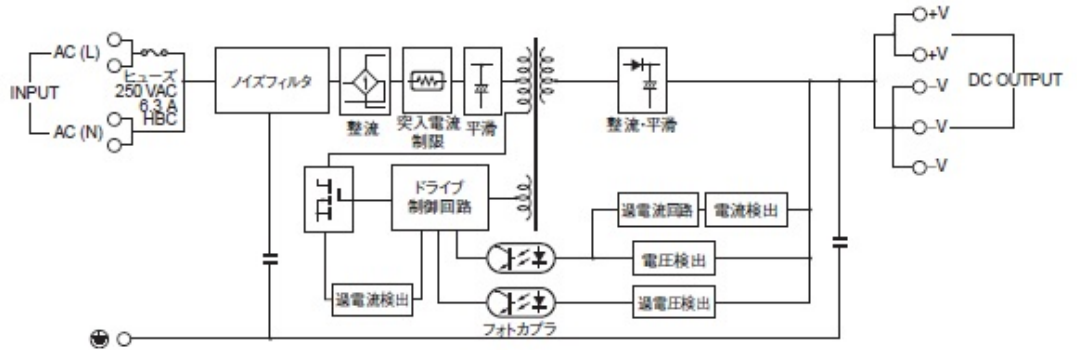 INPUT
AC (L)
ヒューズ
250 VAC
6.3 A
HBC
AC (N)
ノイズフィルタ
整流
突入電流
制限
平滑
整流・平滑
+V
+V
−V
−V
−V
DC OUTPUT
ドライブ
制御回路
過電流検出
過電流回路
電流検出
電圧検出
過電圧検出
フォトカプラ